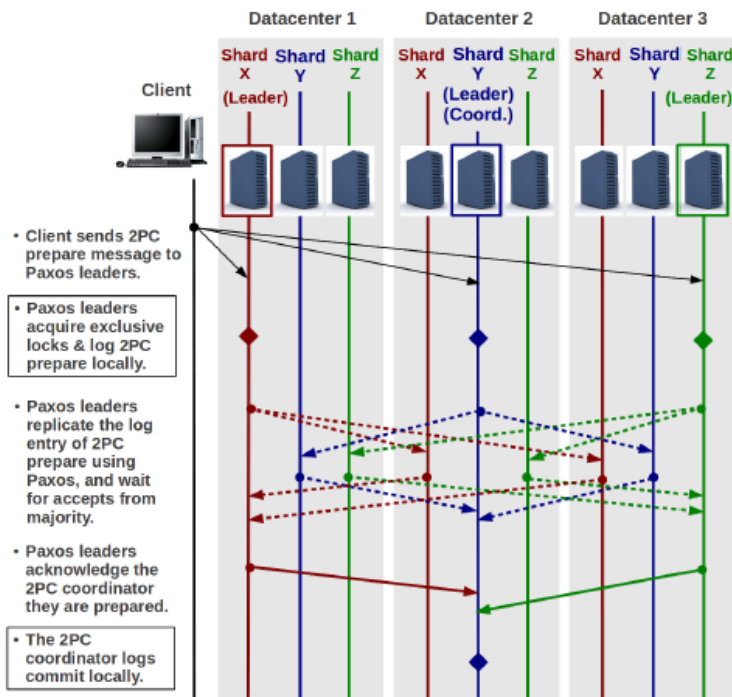 Datacenter 1 Datacenter 2 Datacenter 3
Shard Shard Shard Shard Shard Shard Shard Shard Shard
X Y Z X Y Z X Y Z
(Leader) (Leader) (Leader)
(Coord.)
Client
• Client sends 2PC
prepare message to
Paxos leaders.
• Paxos leaders
acquire exclusive
locks & log 2PC
prepare locally.
• Paxos leaders
replicate the log
entry of 2PC
prepare using
Paxos, and wait
for accepts from
majority.
• Paxos leaders
acknowledge the
2PC coordinator
they are prepared.
• The 2PC
coordinator logs
commit locally.